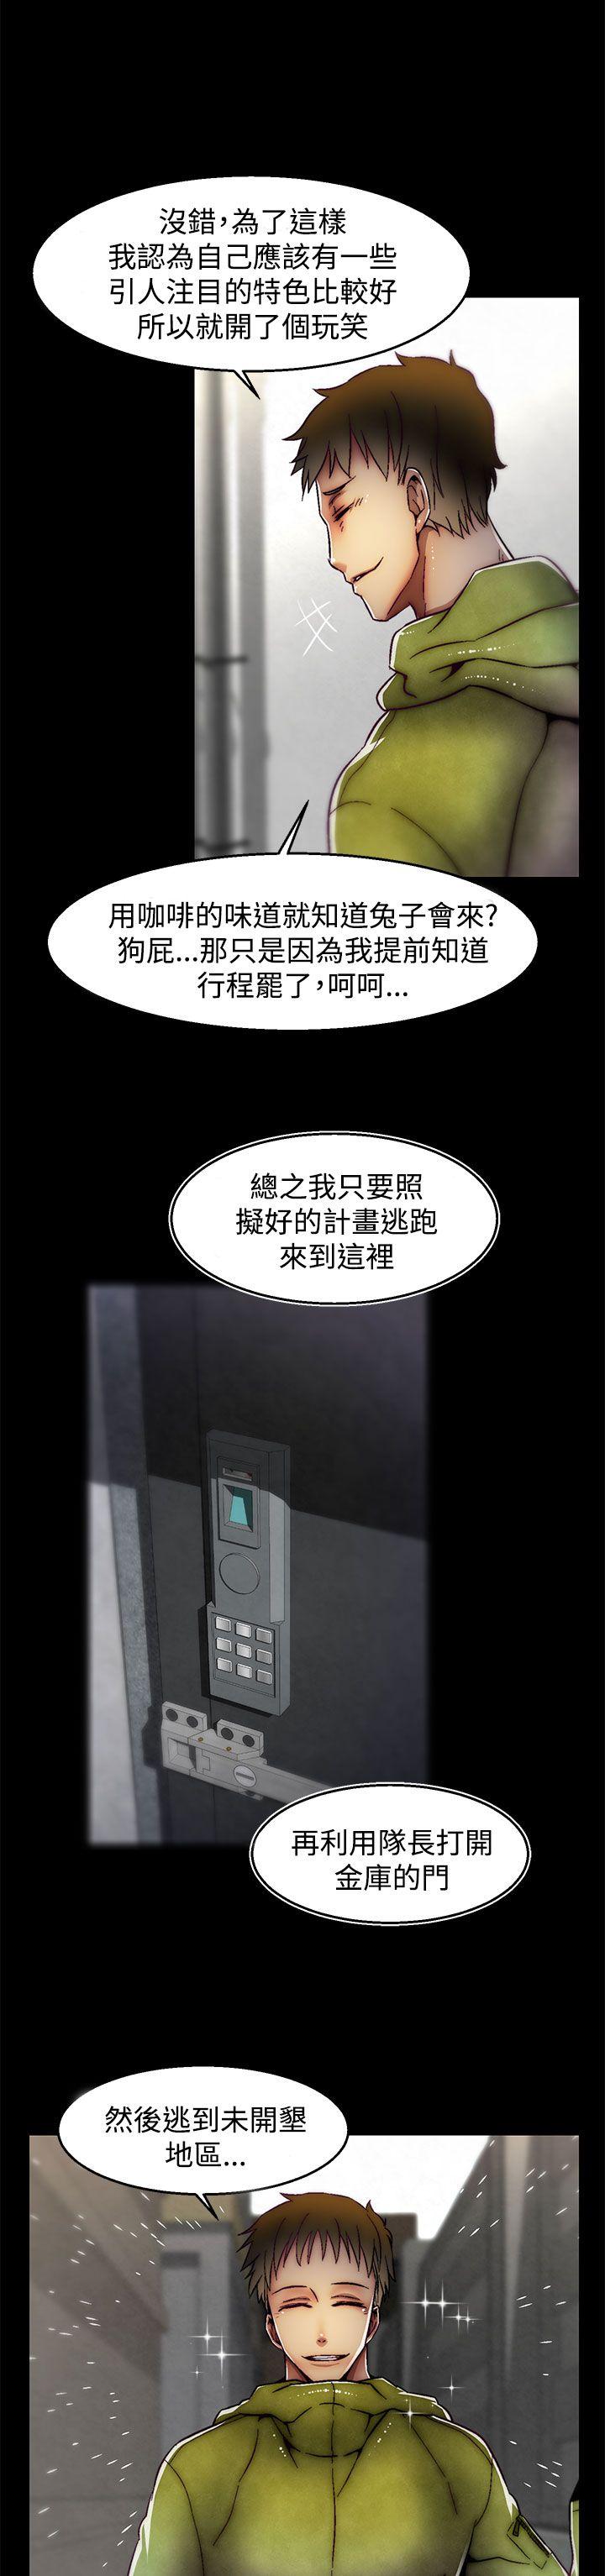 沒錯,為了這樣
我認為自己應該有一些
引人注目的特色比較好
所以就開了個玩笑
用咖啡的味道就知道兔子會來?
狗屁...那只是因為我提前知道
行程罷了,呵呵...
總之我只要照
擬好的計畫逃跑
來到這裡
再利用隊長打開
金庫的門
然後逃到未開墾
地區...